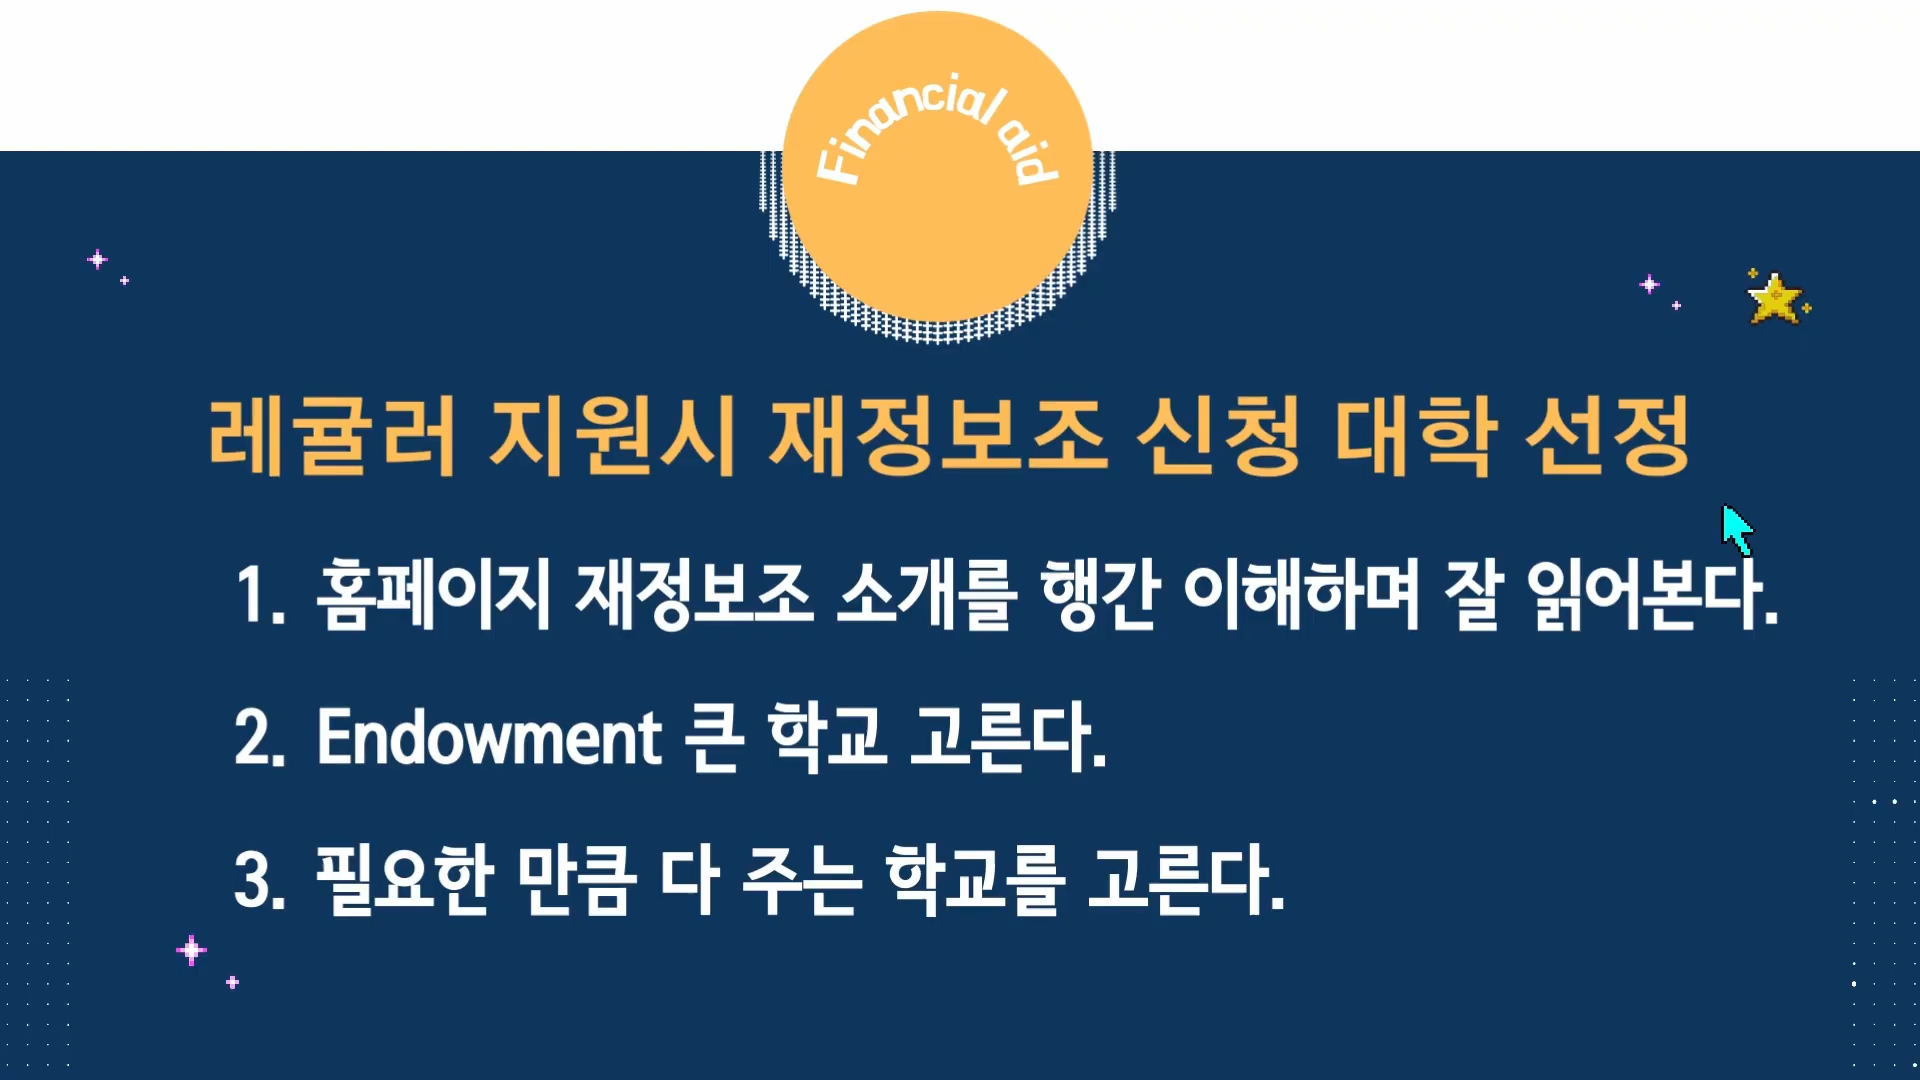 Financial aid
레귤러 지원시 재정보조 신청 대학 선정
1. 홈페이지 재정보조 소개를 행간 이해하며 잘 읽어본다.
2. Endowment 큰 학교 고른다.
3. 필요한 만큼 다 주는 학교를 고른다.